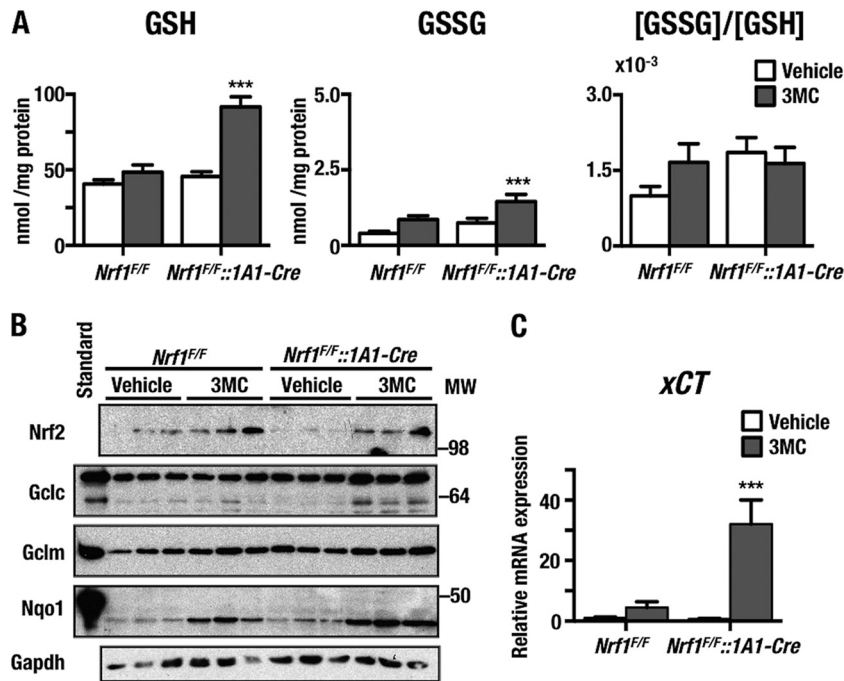 A
GSH
GSSG
[GSSG]/[GSH]
x10-3
Vehicle
3MC
nmol /mg protein
100
50
0
Nrf1F/F
Nrf1F/F::1A1-Cre
***
nmol /mg protein
5.0
2.5
0
Nrf1F/F
Nrf1F/F::1A1-Cre
***
3.0
1.5
0
Nrf1F/F
Nrf1F/F::1A1-Cre
B
Standard
Nrf1F/F
Nrf1F/F::1A1-Cre
Vehicle
3MC
Vehicle
3MC
MW
Nrf2
–98
Gclc
–64
Gclm
Nqo1
–50
Gapdh
C
xCT
Vehicle
3MC
Relative mRNA expression
40
20
0
***
Nrf1F/F
Nrf1F/F::1A1-Cre